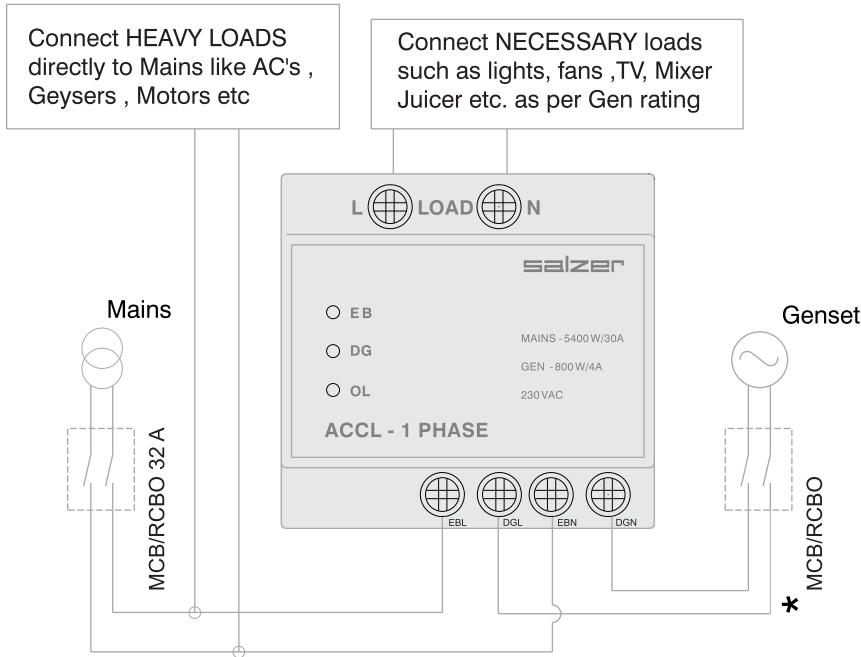 Connect HEAVY LOADS
directly to Mains like AC's ,
Geysers , Motors etc
Connect NECESSARY loads
such as lights, fans ,TV, Mixer
Juicer etc. as per Gen rating
L LOAD N
salzer
Mains
Genset
EB
DG
OL
MAINS - 5400 W/30A
GEN - 800 W/4A
230 VAC
ACCL - 1 PHASE
MCB/RCBO 32 A
EBL DGL EBN DGN
MCB/RCBO
*